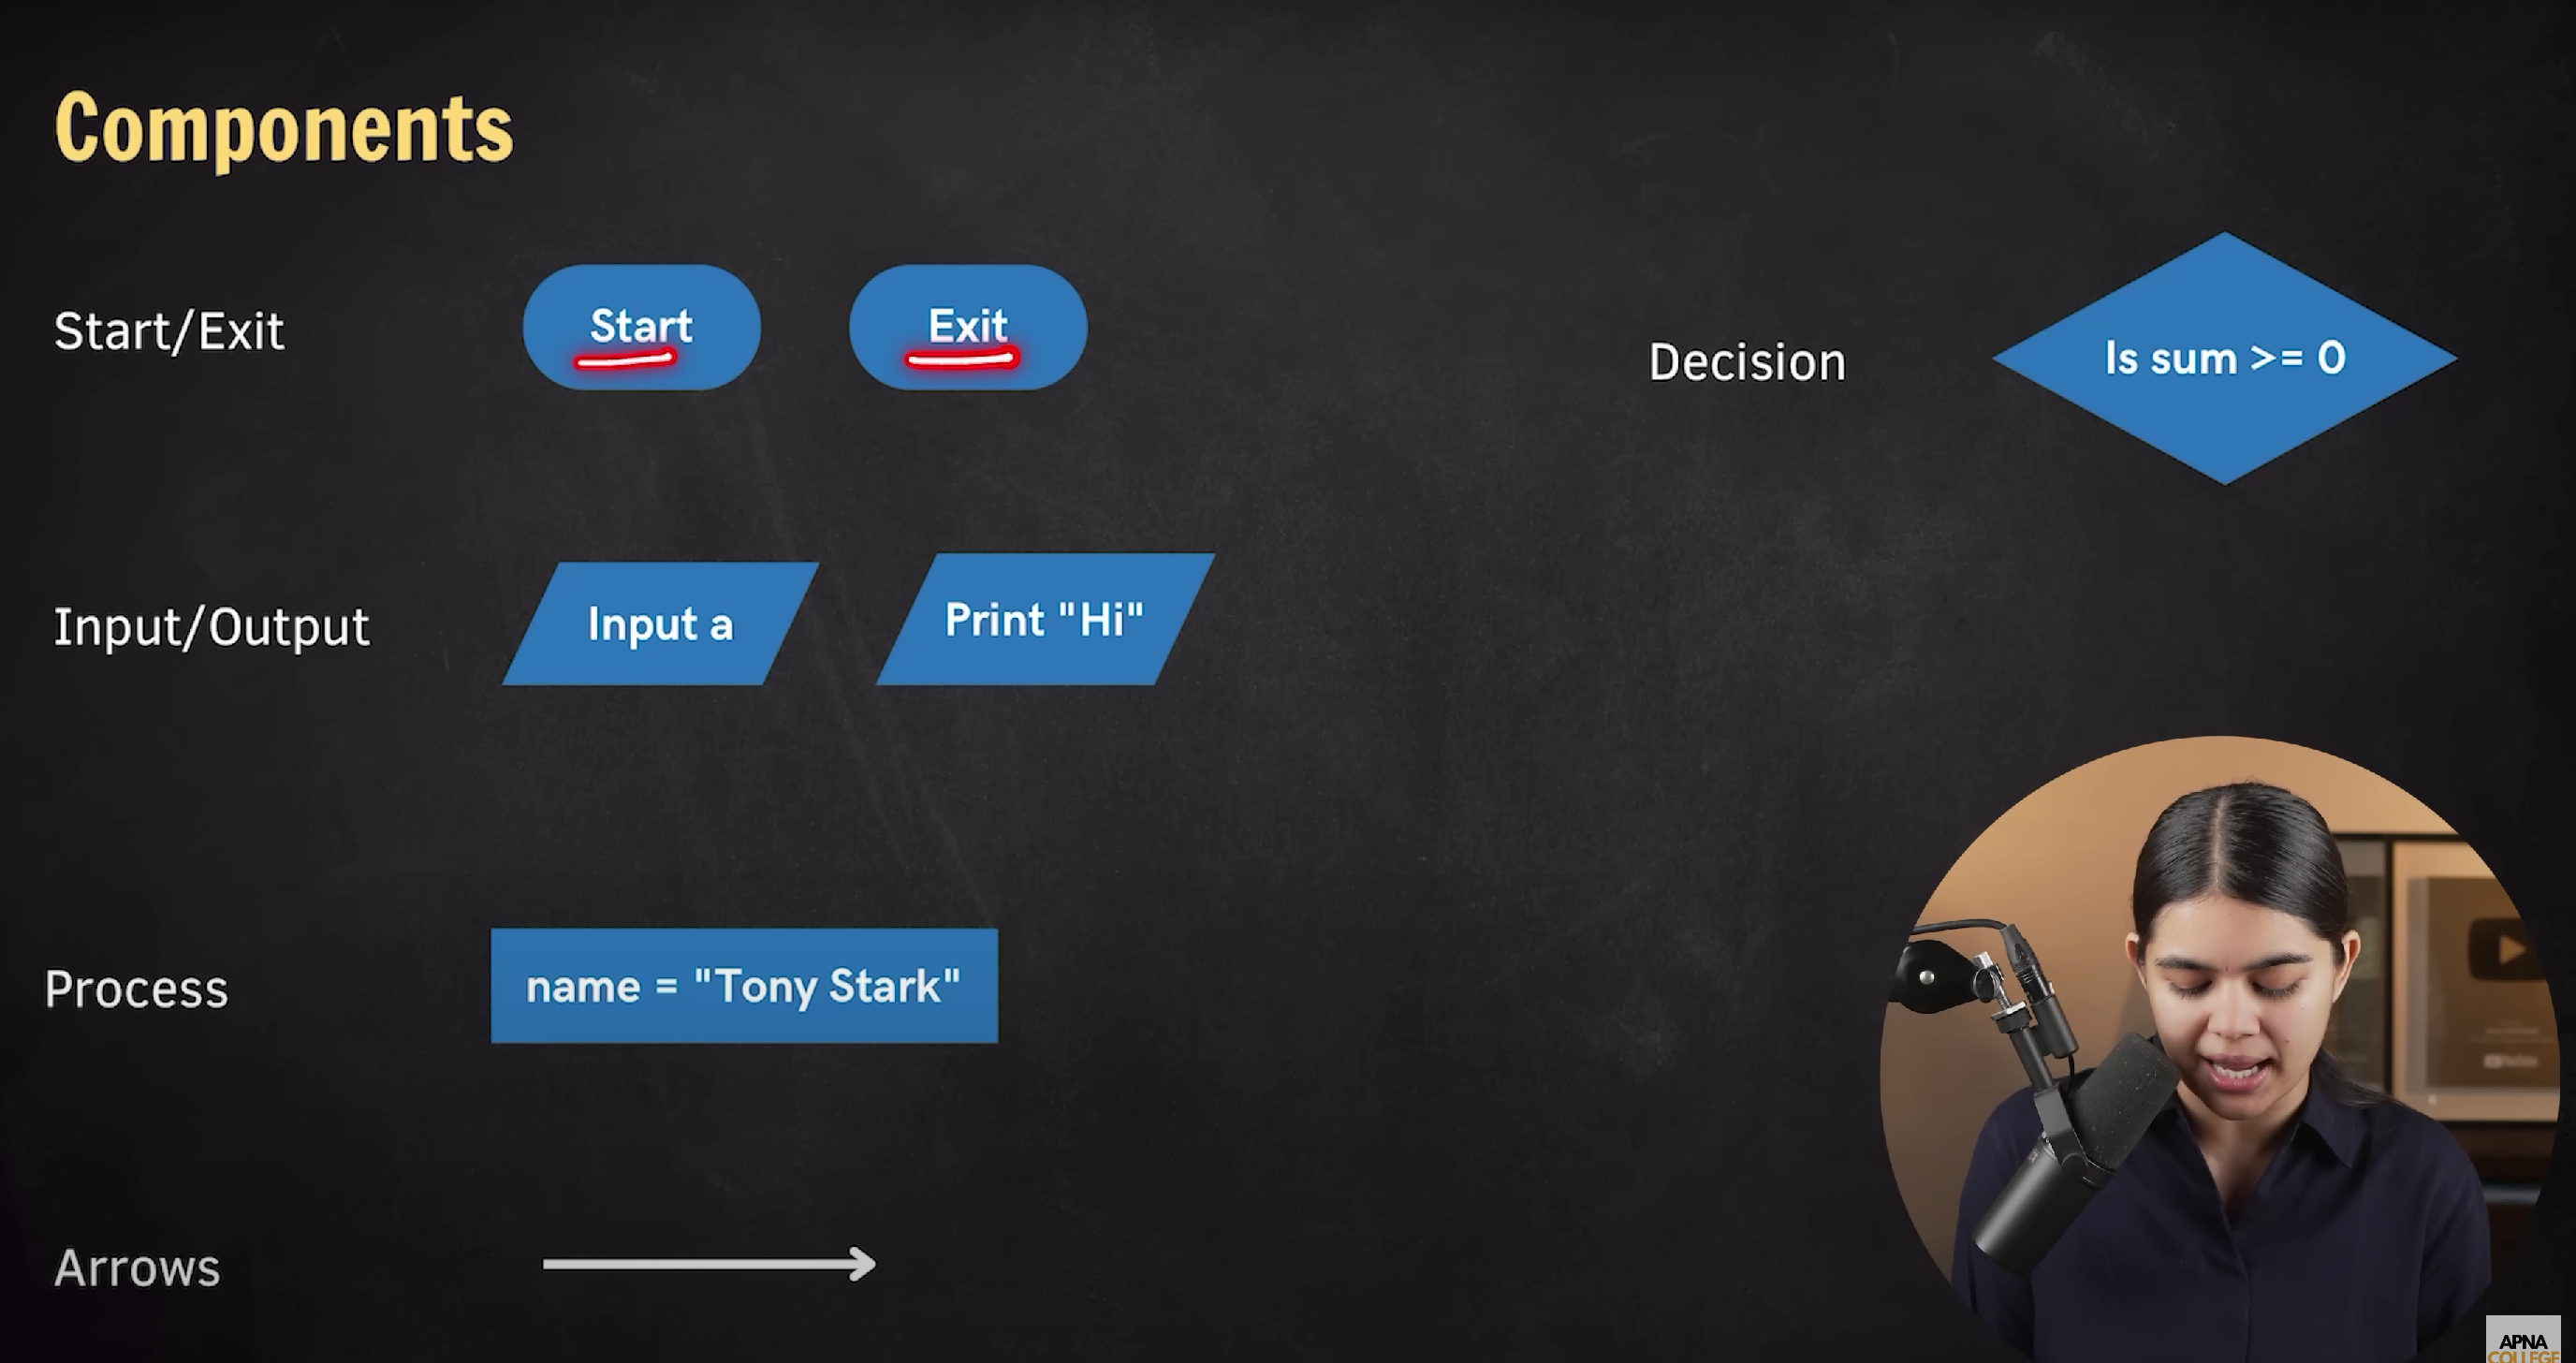 Components
Start/Exit
Start
Exit
Decision
Is sum >= 0
Input/Output
Input a
Print "Hi"
Process
name = "Tony Stark"
Arrows
APNA
COLLEGE